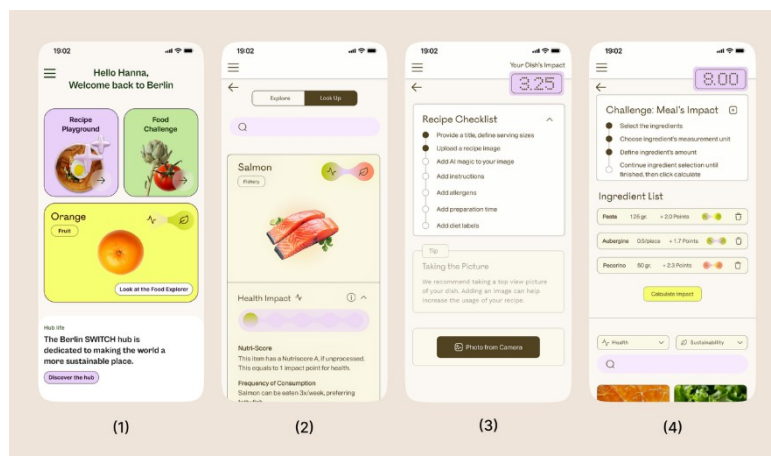 19:02
Hello Hanna,
Welcome back to Berlin
Recipe
Playground
Food
Challenge
Orange
Fruit
Look at the Food Explorer
Hub life
The Berlin SWITCH hub is
dedicated to making the world a
more sustainable place.
Discover the hub
(1)
19:02
Explore
Look Up
Salmon
Fishery
Health Impact
Nutri-Score
This item has a Nutriscore A, if unprocessed.
This equals to 1 impact point for health.
Frequency of Consumption
Salmon can be eaten 3x/week, preferring
(2)
19:02
Your Dish's Impact
3.25
Recipe Checklist
Provide a title, define serving sizes
Upload a recipe image
Add AI magic to your image
Add instructions
Add allergens
Add preparation time
Add diet labels
Tip
Taking the Picture
We recommend taking a top view picture
of your dish. Adding an image can help
increase the usage of your recipe.
Photo from Camera
(3)
19:02
8.00
Challenge: Meal's Impact
Select the ingredients
Choose ingredient's measurement unit
Define ingredient's amount
Continue ingredient selection until
finished, then click calculate
Ingredient List
Pasta 125 gr. + 2.0 Points
Aubergine 0.5/piece + 1.7 Points
Pecorino 60 gr. + 2.3 Points
Calculate impact
Health
Sustainability
(4)